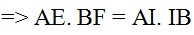 => AE. BF = AI. IB